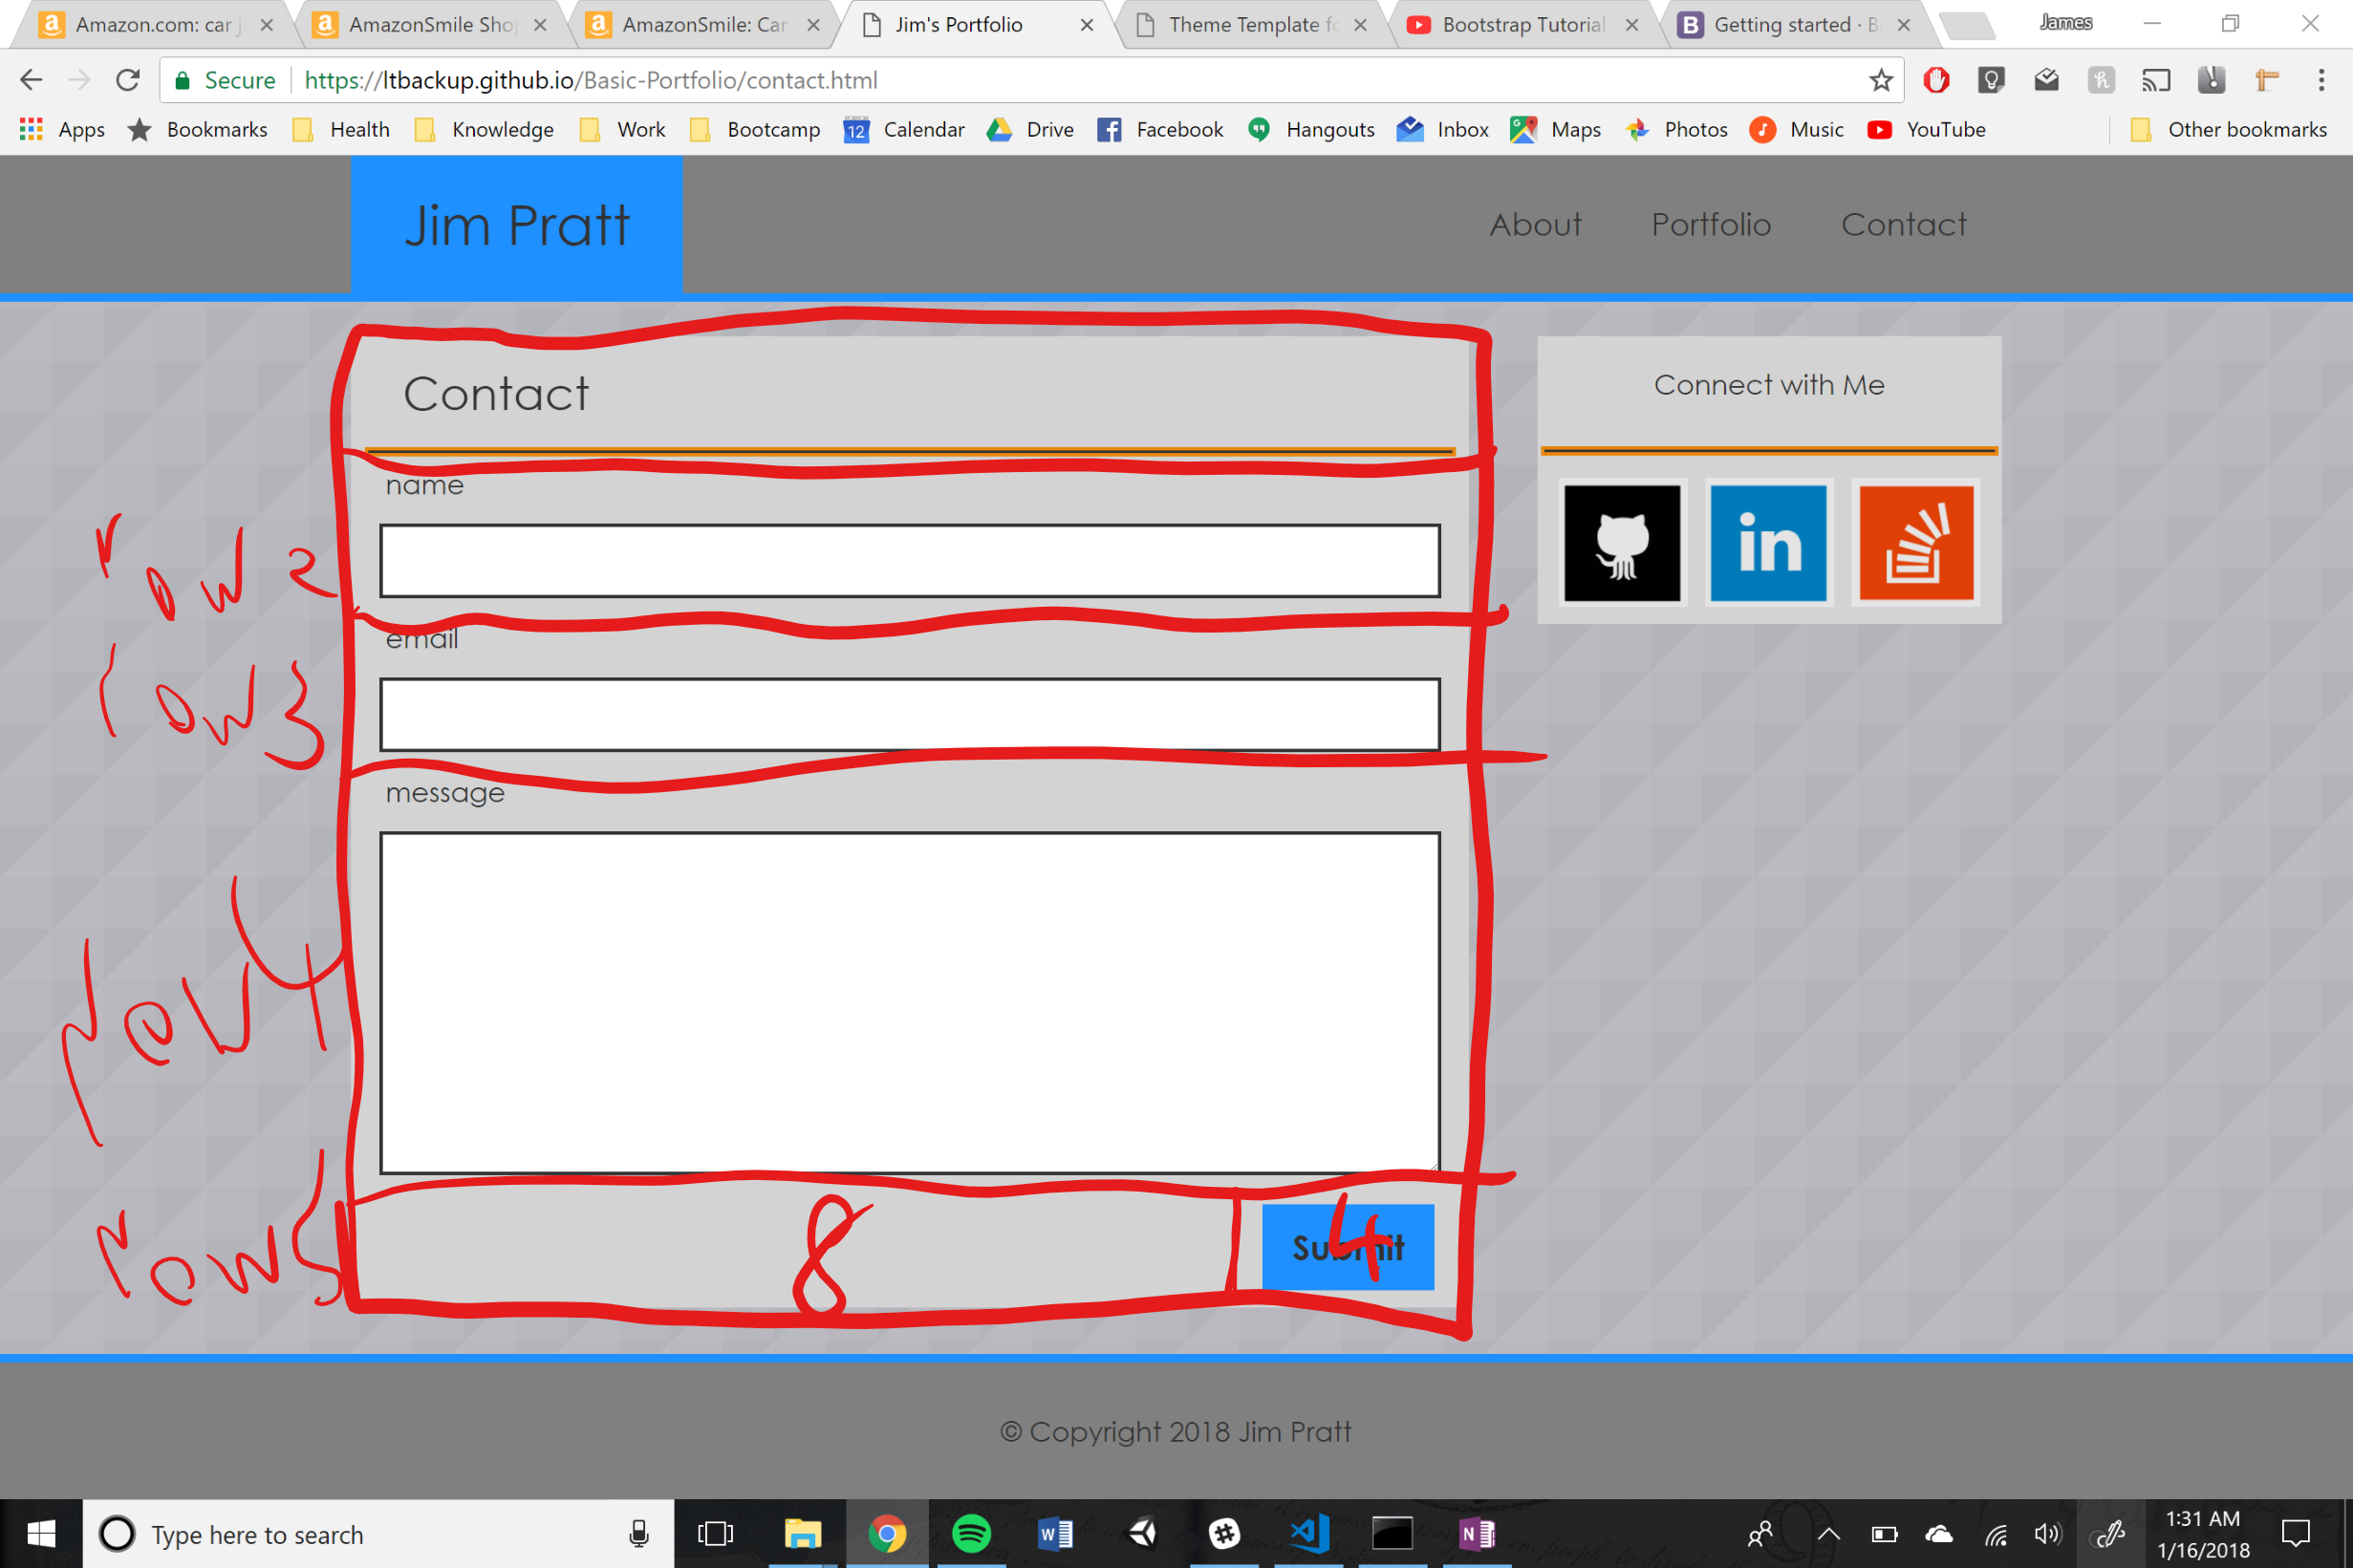 Amazon.com: car j
AmazonSmile Sho
AmazonSmile: Car
Jim's Portfolio
Theme Template fo
Bootstrap Tutorial
Getting started · B
James
Secure https://ltbackup.github.io/Basic-Portfolio/contact.html
Apps Bookmarks Health Knowledge Work Bootcamp 12 Calendar Drive Facebook Hangouts Inbox Maps Photos Music YouTube Other bookmarks
Jim Pratt
About Portfolio Contact
Contact
Connect with Me
name
in
row 2
email
row 3
message
row 4
row 5
8
4
Submit
© Copyright 2018 Jim Pratt
Type here to search
1:31 AM
1/16/2018